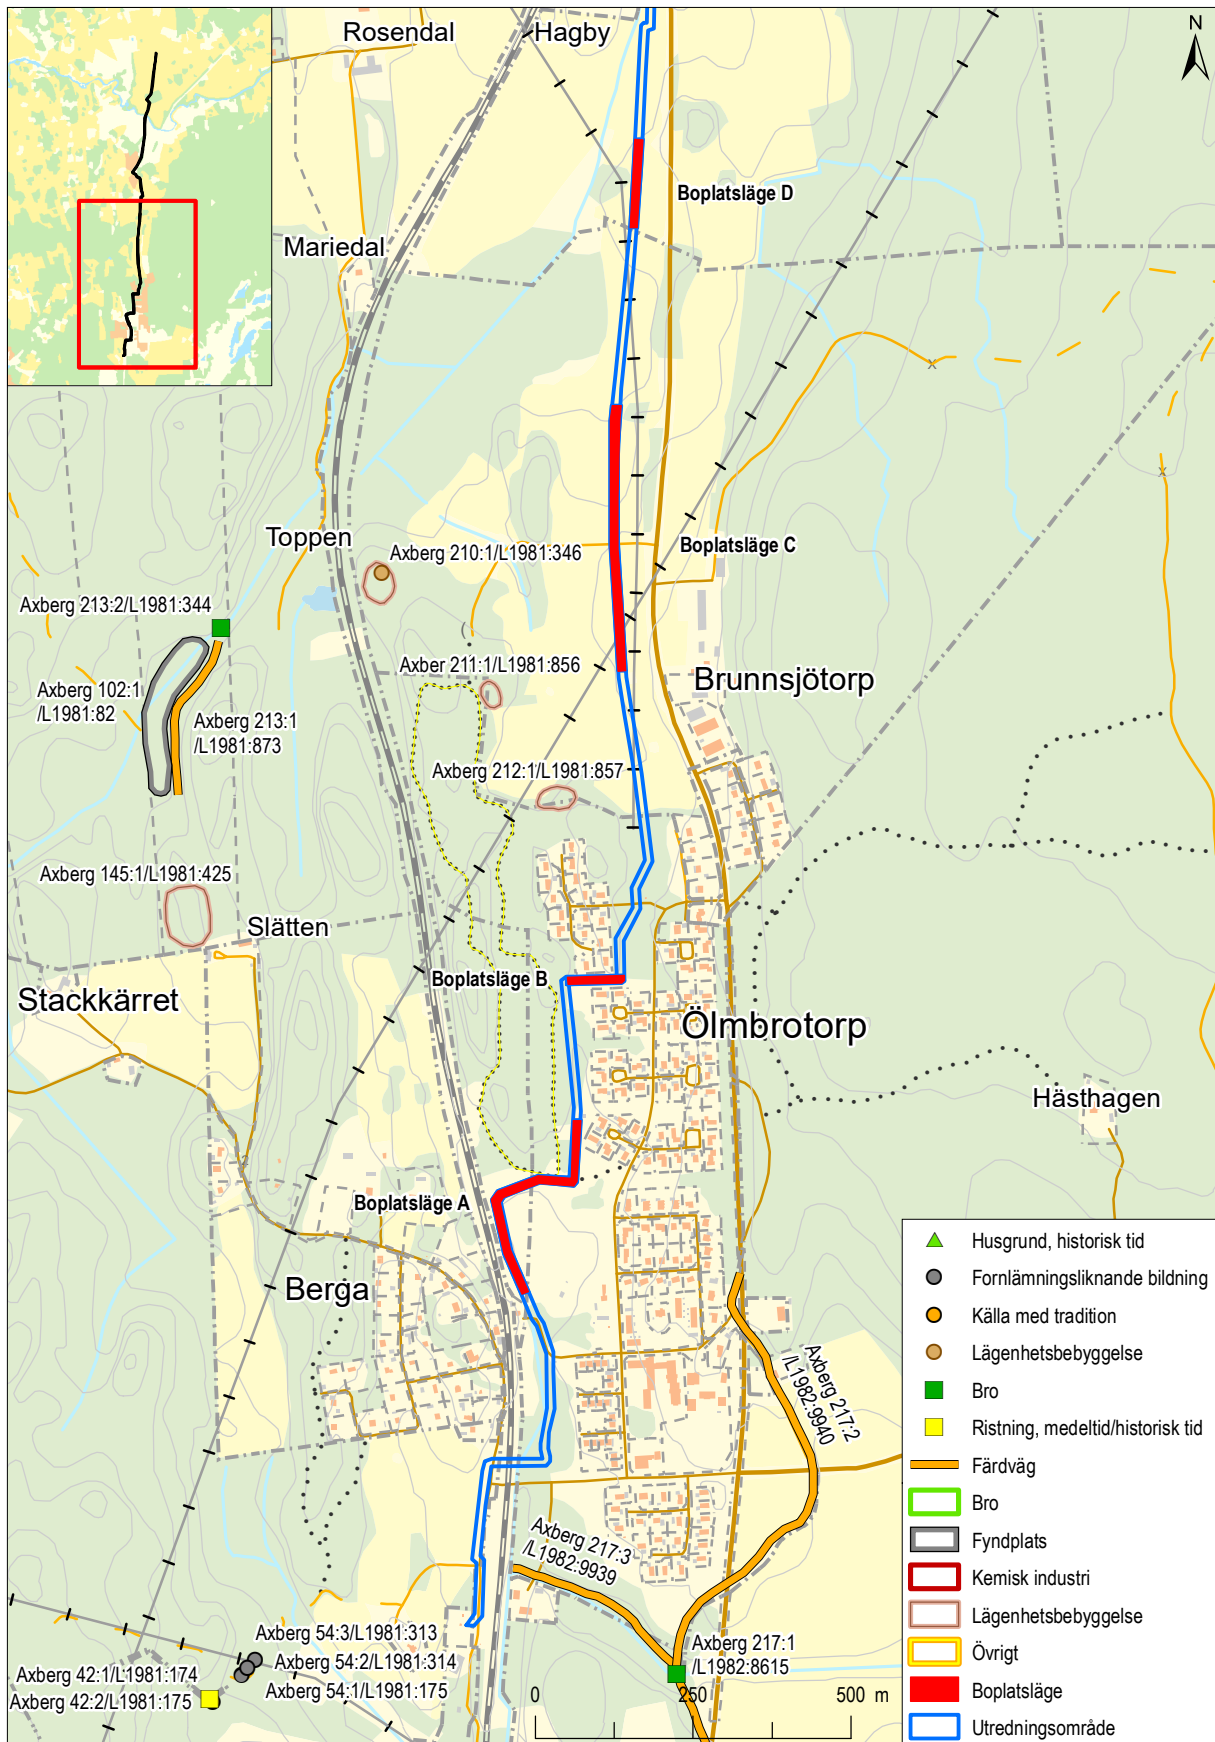 Rosendal
Hagby
N
Boplatsläge D
Mariedal
Toppen
Axberg 210:1/L1981:346
Boplatsläge C
Axberg 213:2/L1981:344
Axber 211:1/L1981:856
Axberg 102:1
/L1981:82
Brunnsjötorp
Axberg 213:1
/L1981:873
Axberg 212:1/L1981:857
Axberg 145:1/L1981:425
Slätten
Boplatsläge B
Stackkärret
Ölmbrotorp
Hästhagen
Boplatsläge A
Berga
Axberg 217:2
/L1982:9940
Axberg 217:3
/L1982:9939
Axberg 54:3/L1981:313
Axberg 54:2/L1981:314
Axberg 54:1/L1981:175
Axberg 42:1/L1981:174
Axberg 42:2/L1981:175
Axberg 217:1
/L1982:8615
0 250 500 m
Husgrund, historisk tid
Fornlämningsliknande bildning
Källa med tradition
Lägenhetsbebyggelse
Bro
Ristning, medeltid/historisk tid
Färdväg
Bro
Fyndplats
Kemisk industri
Lägenhetsbebyggelse
Övrigt
Boplatsläge
Utredningsområde